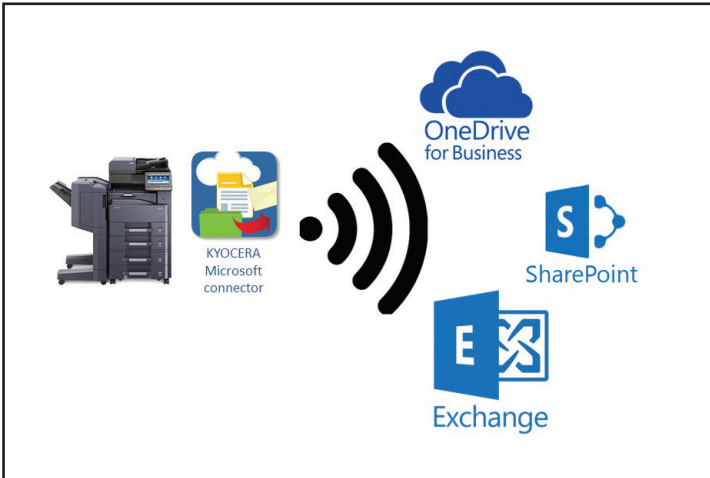 KYOCERA
Microsoft
connector
OneDrive
for Business
S
SharePoint
E
Exchange